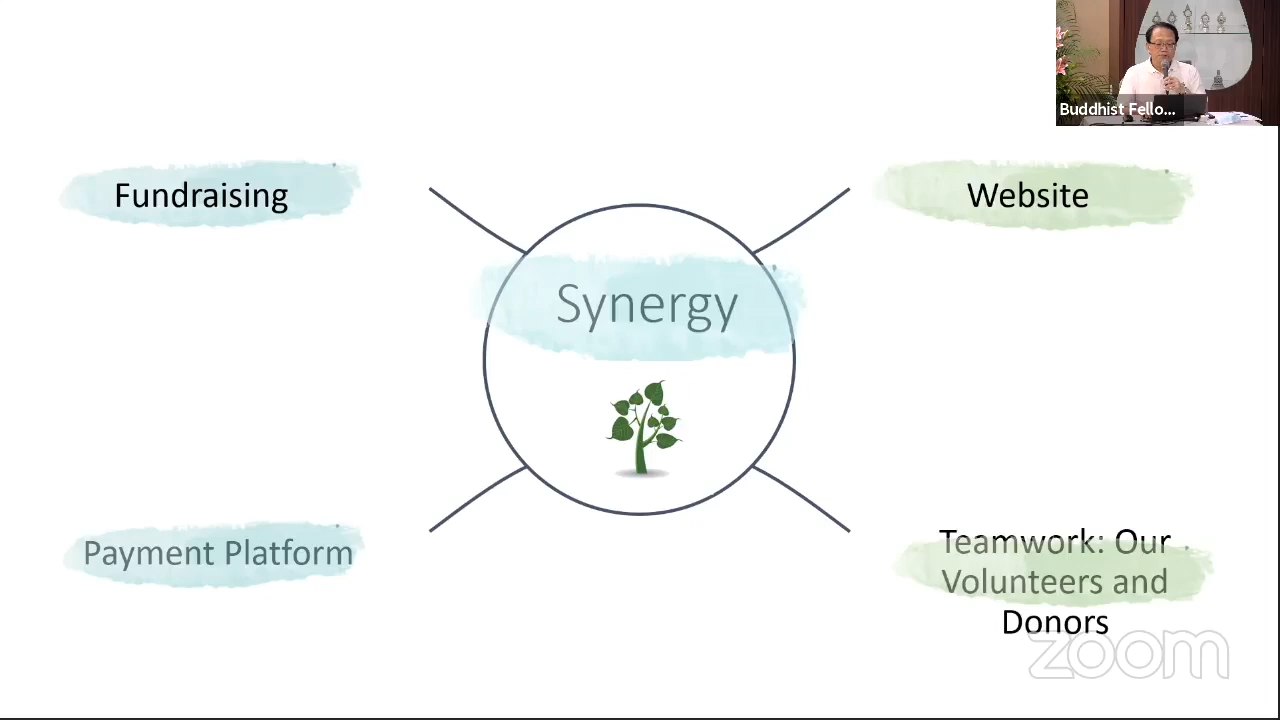 Buddhist Fello...
Fundraising
Website
Synergy
Payment Platform
Teamwork: Our
Volunteers and
Donors
zoom